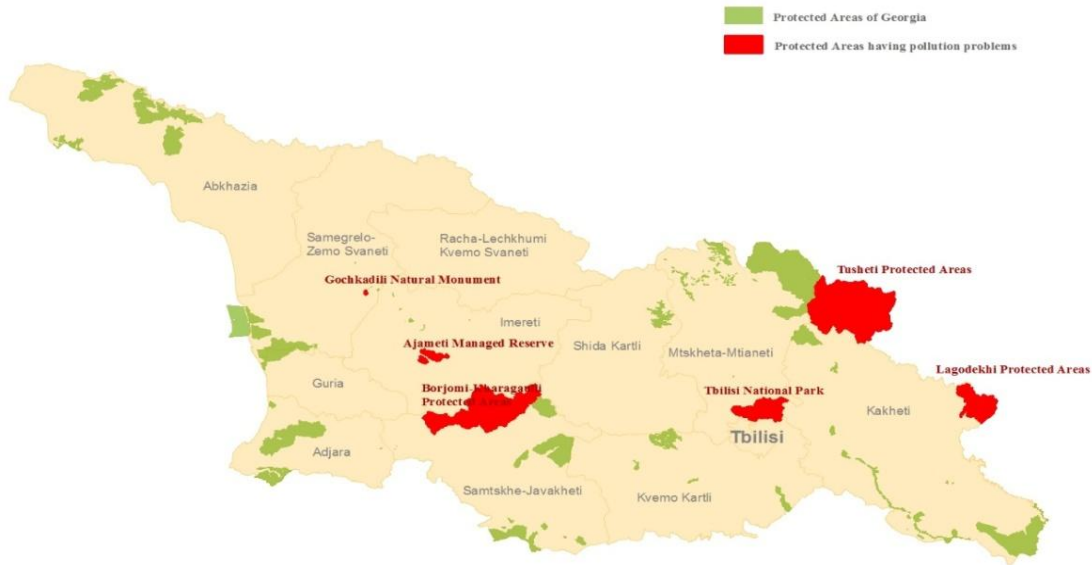 Protected Areas of Georgia
Protected Areas having pollution problems
Abkhazia
Samegrelo-
Zemo Svaneti
Racha-Lechkhumi
Kvemo Svaneti
Gochkadili Natural Monument
Tusheti Protected Areas
Imereti
Ajameti Managed Reserve
Shida Kartli
Mtskheta-Mtianeti
Lagodekhi Protected Areas
Guria
Borjomi-Kharagauli
Protected Areas
Tbilisi National Park
Kakheti
Tbilisi
Adjara
Samtskhe-Javakheti
Kvemo Kartli